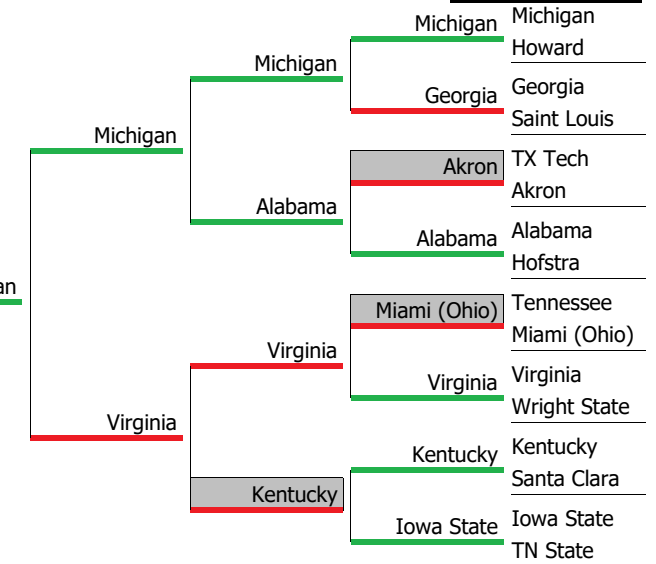 Michigan
Howard
Georgia
Saint Louis
TX Tech
Akron
Alabama
Hofstra
Tennessee
Miami (Ohio)
Virginia
Wright State
Kentucky
Santa Clara
Iowa State
TN State
Michigan
Georgia
Akron
Alabama
Miami (Ohio)
Virginia
Kentucky
Iowa State
Michigan
Alabama
Virginia
Kentucky
Michigan
Virginia
an